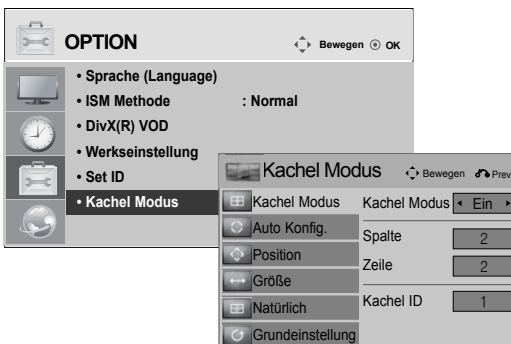 OPTION
Bewegen OK
• Sprache (Language)
• ISM Methode : Normal
• DivX(R) VOD
• Werkseinstellung
• Set ID
• Kachel Modus
Kachel Modus
Bewegen Prev
Kachel Modus
Auto Konfig.
Position
Größe
Natürlich
Grundeinstellung
Kachel Modus Ein
Spalte 2
Zeile 2
Kachel ID 1